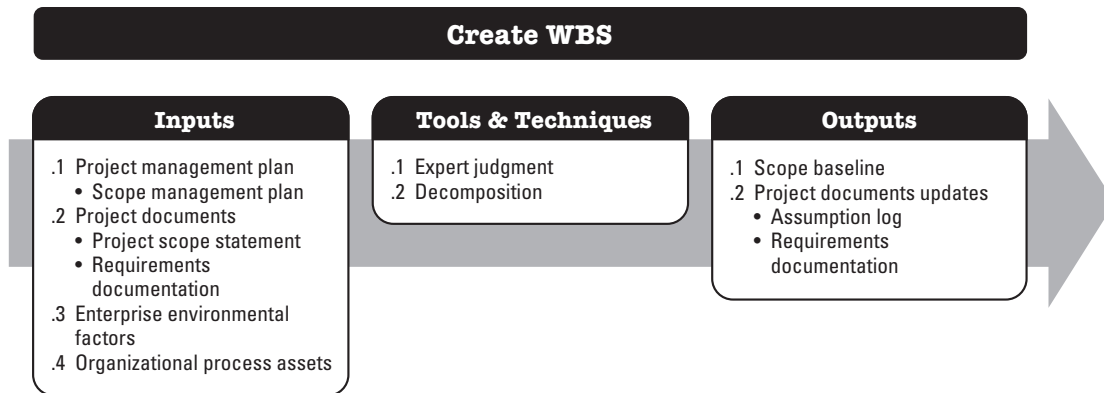 Create WBS
Inputs
.1 Project management plan
• Scope management plan
.2 Project documents
• Project scope statement
• Requirements
documentation
.3 Enterprise environmental
factors
.4 Organizational process assets
Tools & Techniques
.1 Expert judgment
.2 Decomposition
Outputs
.1 Scope baseline
.2 Project documents updates
• Assumption log
• Requirements
documentation